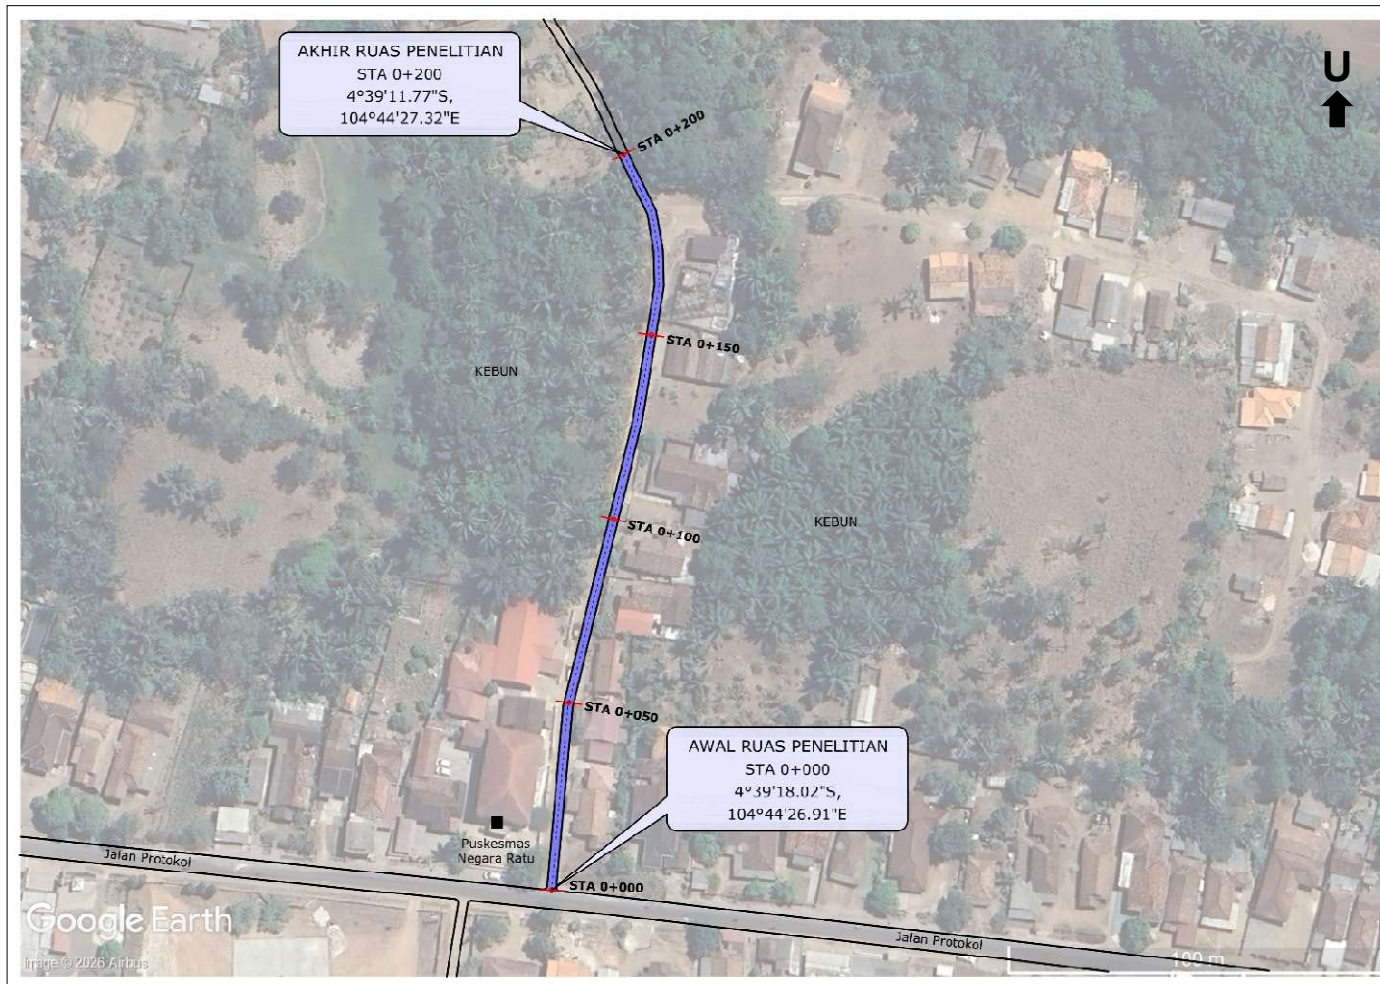 AKHIR RUAS PENELITIAN
STA 0+200
4°39'11.77"S,
104°44'27.32"E
U
STA 0+200
STA 0+150
KEBUN
STA 0+100
KEBUN
STA 0+050
AWAL RUAS PENELITIAN
STA 0+000
4°39'18.02"S,
104°44'26.91"E
Puskesmas
Negara Ratu
Jalan Protokol
STA 0+000
Jalan Protokol
Google Earth
Image © 2026 Airbus
100 m